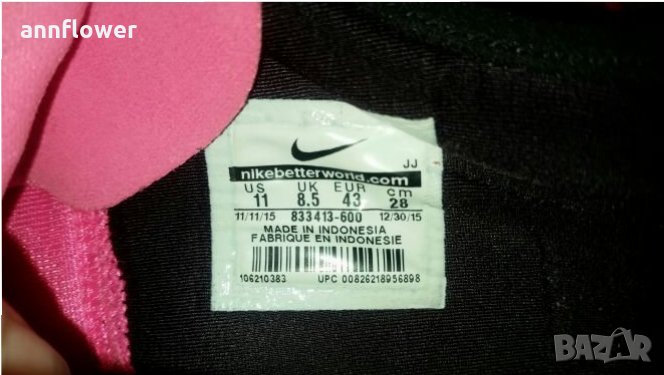 annflower
JJ
nikebetterworld.com
US UK EUR cm
11 8.5 43 28
11/11/15 833413-600 12/30/15
MADE IN INDONESIA
FABRIQUE EN INDONESIE
106210383 UPC 00826218956898
BAZAR